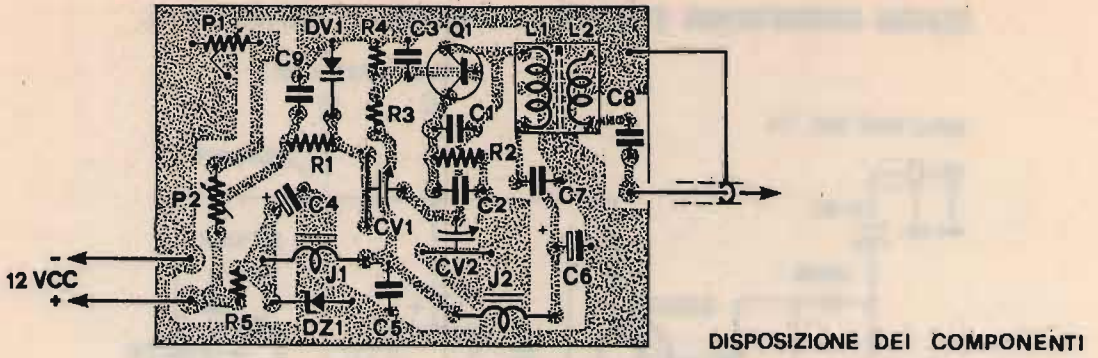 P1
DV1
R4
C3
Q1
L1
L2
C9
C8
C1
R3
R1
R2
P2
C4
C2
C7
CV1
-
12 VCC
+
CV2
J1
J2
C6
R5
DZ1
C5
DISPOSIZIONE DEI COMPONENTI